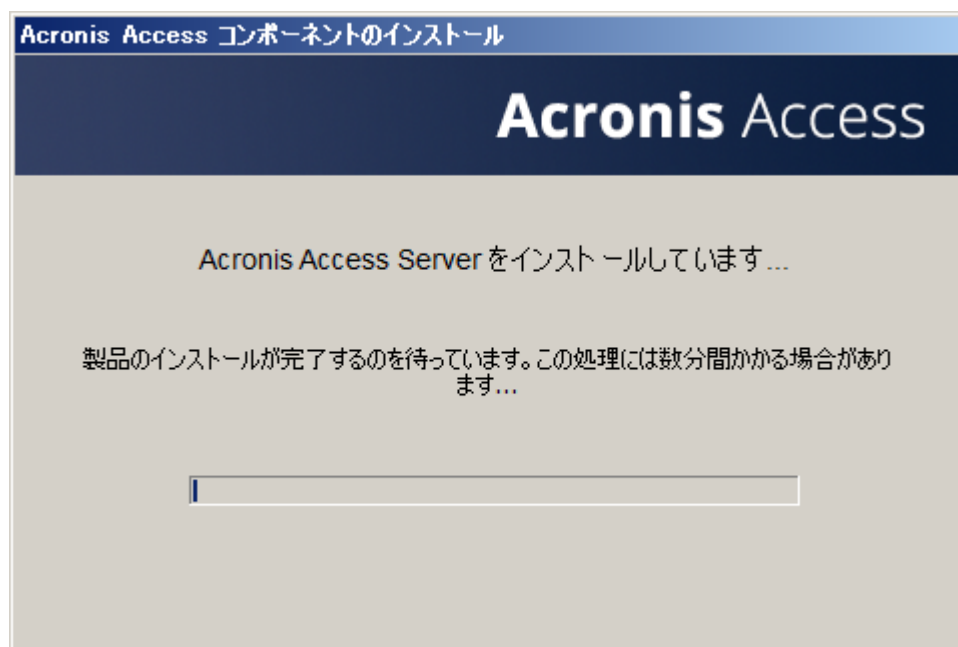 Acronis Access コンポーネントのインストール
Acronis Access
Acronis Access Server をインストールしています...
製品のインストールが完了するのを待っています。この処理には数分間かかる場合があり
ます...